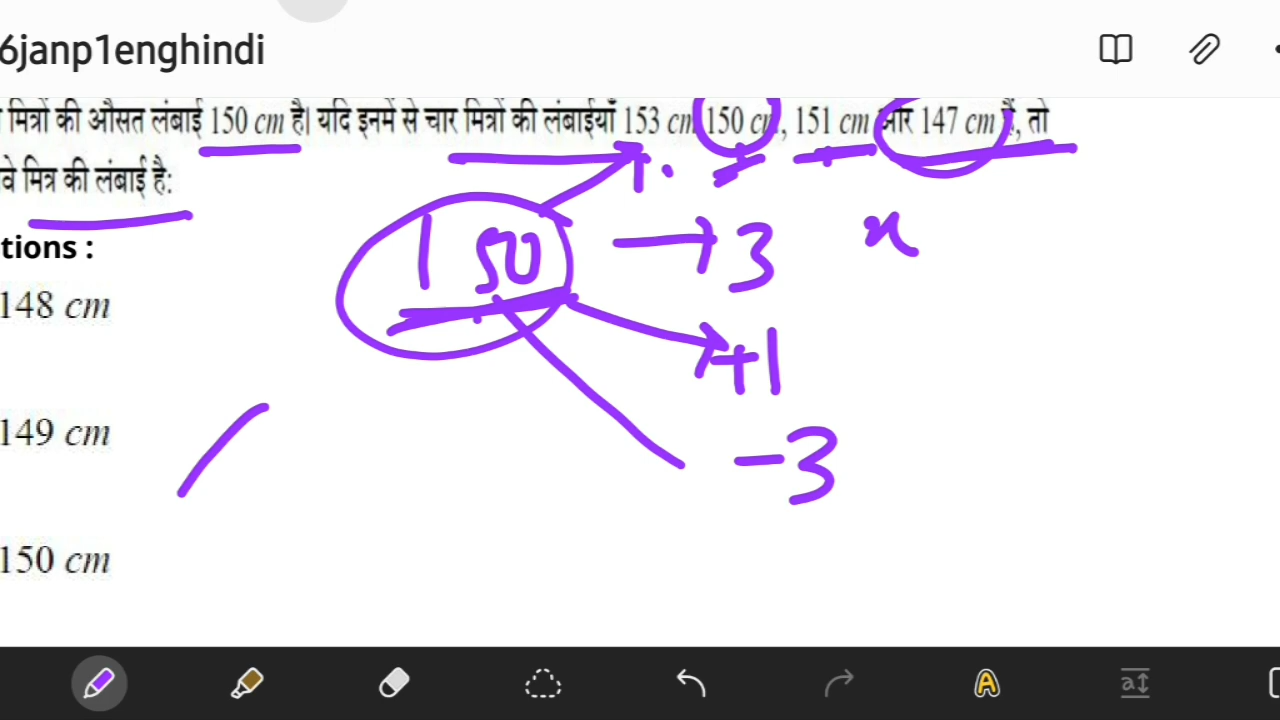 6janp1enghindi
मित्रों की औसत लंबाई 150 cm है| यदि इनमें से चार मित्रों की लंबाईयाँ 153 cm 150 cm, 151 cm और 147 cm हैं, तो
वे मित्र की लंबाई है:
tions :
148 cm
149 cm
150 cm
150
3
x
+1
-3
A
a